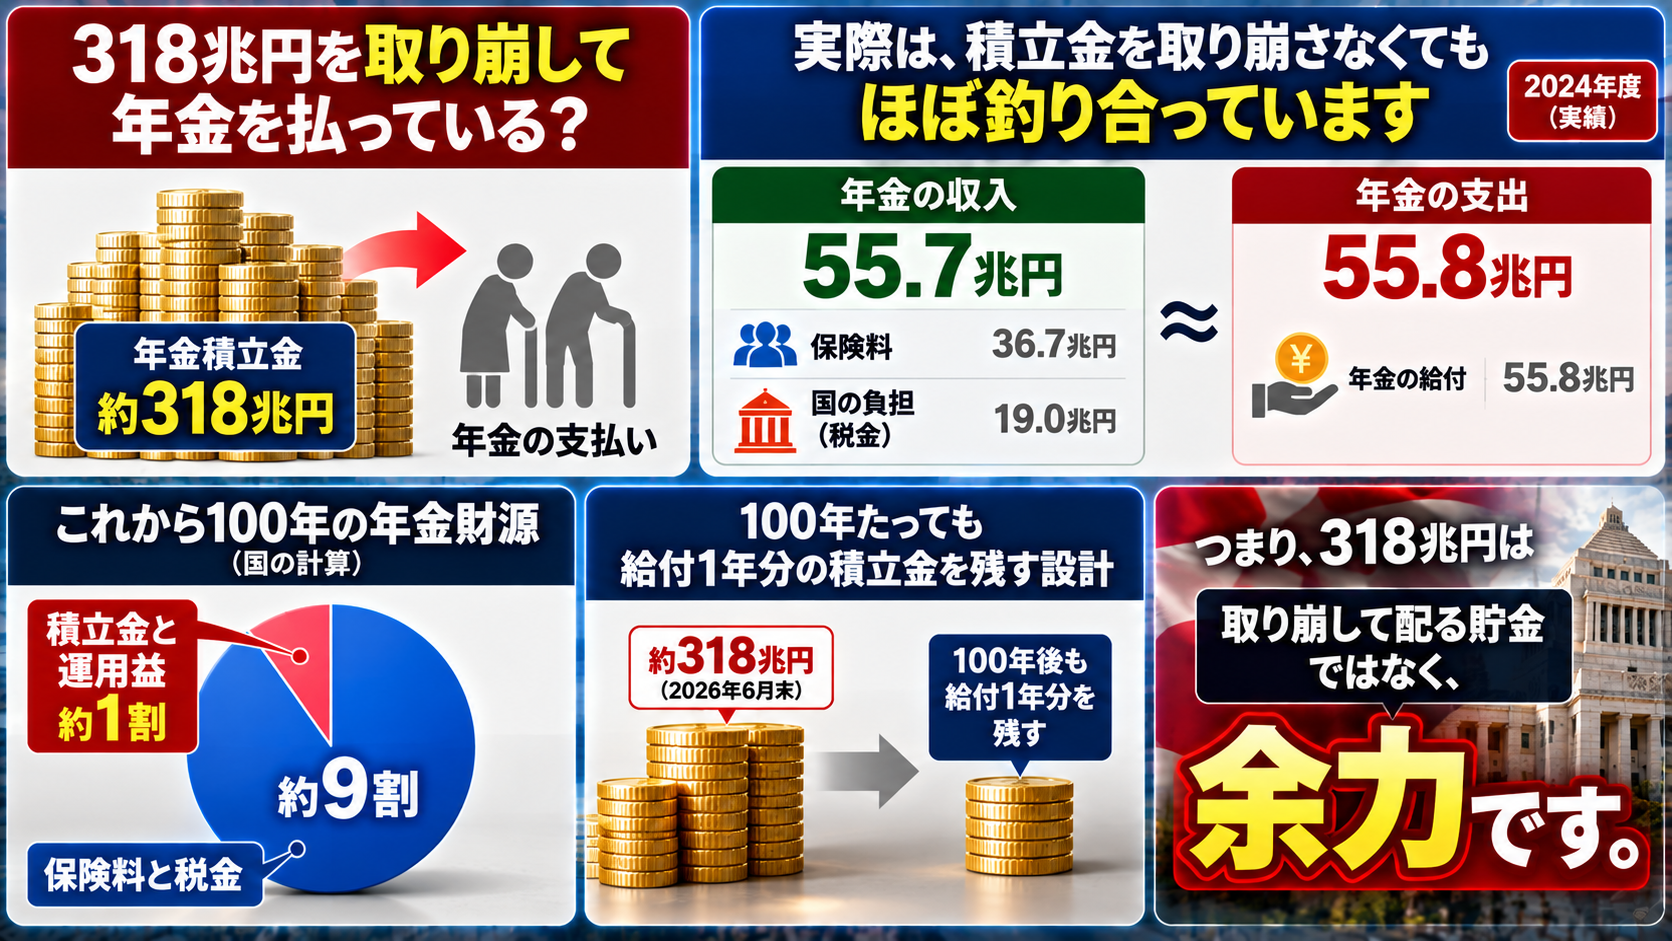 318兆円を取り崩して
年金を払っている？
年金積立金
約318兆円
年金の支払い
実際は、積立金を取り崩さなくても
ほぼ釣り合っています
2024年度
（実績）
年金の収入
55.7兆円
保険料 36.7兆円
国の負担
（税金）
19.0兆円
≈
年金の支出
55.8兆円
¥
年金の給付 55.8兆円
これから100年の年金財源
（国の計算）
積立金と
運用益
約1割
約9割
保険料と税金
100年たっても
給付1年分の積立金を残す設計
約318兆円
（2026年6月末）
100年後も
給付1年分を
残す
つまり、318兆円は
取り崩して配る貯金
ではなく、
余力です。